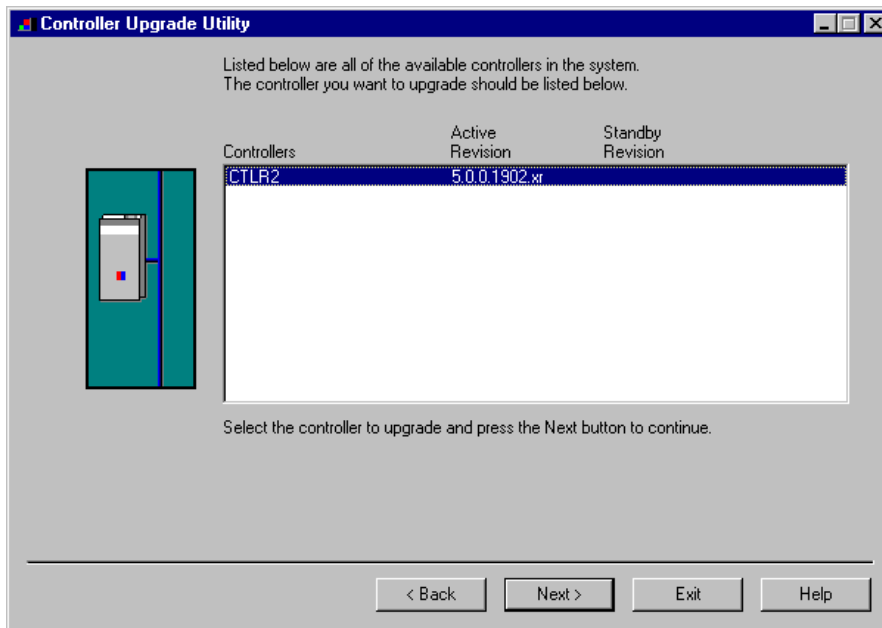 Controller Upgrade Utility
Listed below are all of the available controllers in the system.
The controller you want to upgrade should be listed below.
Active Standby
Controllers Revision Revision
CTLR2 5.0.0.1902.xr
Select the controller to upgrade and press the Next button to continue.
< Back Next > Exit Help